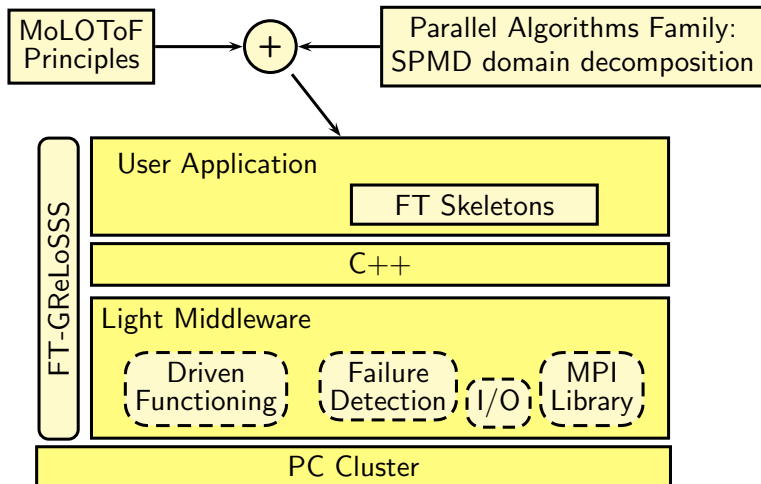 MoLOToF
Principles
+
Parallel Algorithms Family:
SPMD domain decomposition
FT-GReLoSSS
User Application
FT Skeletons
C++
Light Middleware
Driven
Functioning
Failure
Detection
I/O
MPI
Library
PC Cluster